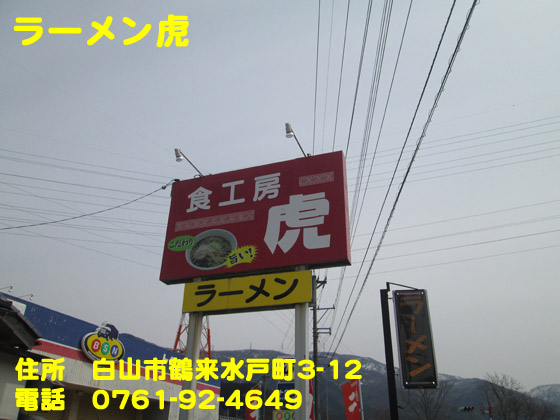 ラーメン虎
食工房
虎
こだわり
旨い!
ラーメン
ラーメン
BSN
住所 白山市鶴来水戸町3-12
電話 0761-92-4649